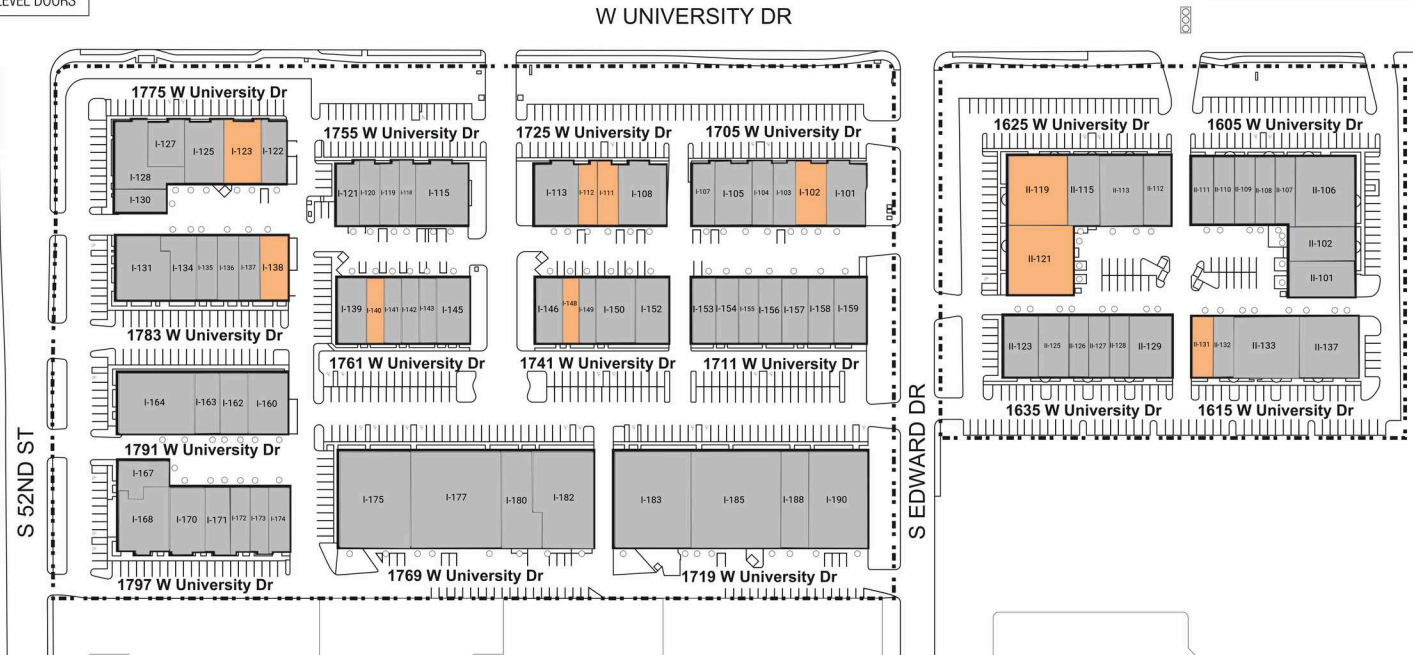 LEVEL DOORS
W UNIVERSITY DR
1775 W University Dr
I-127
I-125
I-123
I-122
I-128
I-130
1755 W University Dr
I-121
I-120
I-119
I-118
I-115
1725 W University Dr
I-113
I-112
I-111
I-108
1705 W University Dr
I-107
I-105
I-104
I-103
I-102
I-101
1625 W University Dr
II-119
II-115
II-113
II-112
II-121
1605 W University Dr
II-111
II-110
II-109
II-108
II-107
II-106
II-102
II-101
I-131
I-134
I-135
I-136
I-137
I-138
1783 W University Dr
I-139
I-140
I-141
I-142
I-143
I-145
1761 W University Dr
I-146
I-148
I-149
I-150
I-152
1741 W University Dr
I-153
I-154
I-155
I-156
I-157
I-158
I-159
1711 W University Dr
II-123
II-125
II-126
II-127
II-128
II-129
1635 W University Dr
II-131
II-132
II-133
II-137
1615 W University Dr
I-164
I-163
I-162
I-160
1791 W University Dr
S 52ND ST
S EDWARD DR
I-167
I-168
I-170
I-171
I-172
I-173
I-174
1797 W University Dr
I-175
I-177
I-180
I-182
1769 W University Dr
I-183
I-185
I-188
I-190
1719 W University Dr